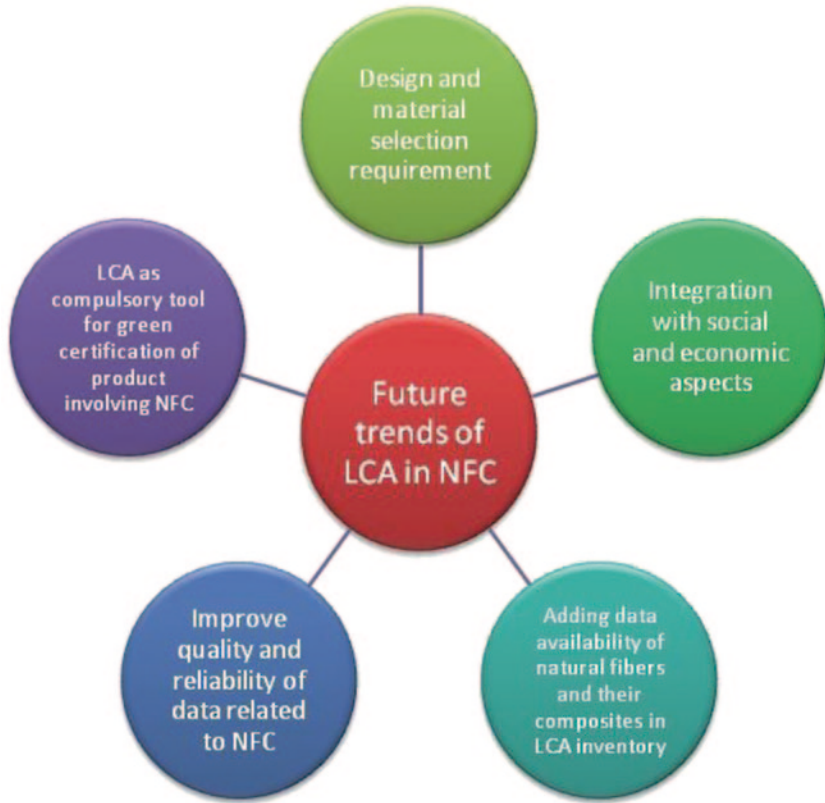 Design and
material
selection
requirement
LCA as
compulsory tool
for green
certification of
product
involving NFC
Integration
with social
and economic
aspects
Future
trends of
LCA in NFC
Improve
quality and
reliability of
data related
to NFC
Adding data
availability of
natural fibers
and their
composites in
LCA inventory